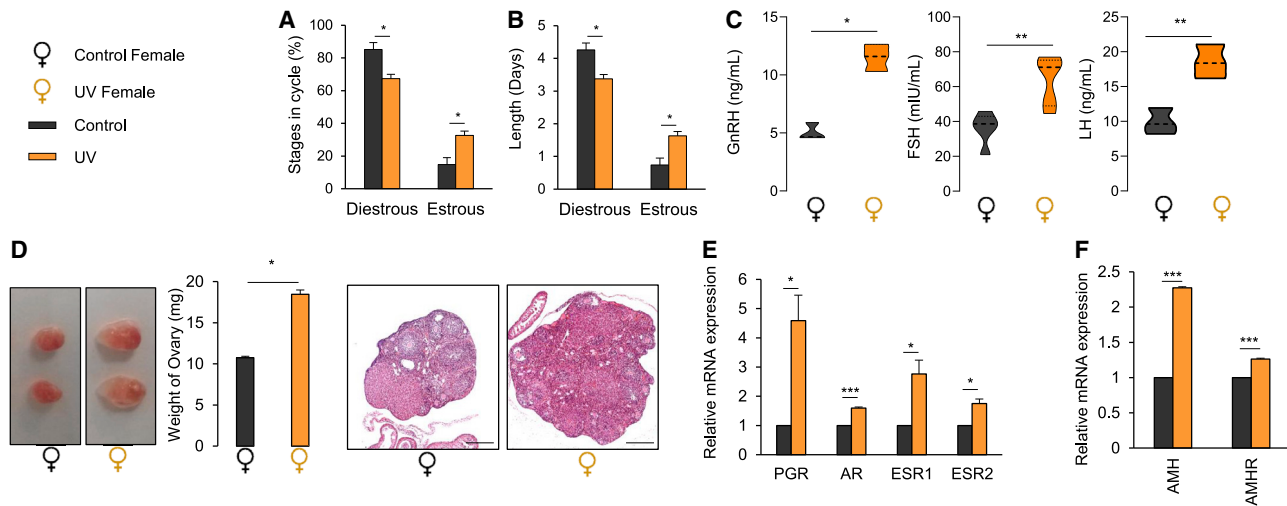 Control Female
UV Female
Control
UV
A
Stages in cycle (%)
100
80
60
40
20
0
*
*
Diestrous Estrous
B
Length (Days)
5
4
3
2
1
0
*
*
Diestrous Estrous
C
GnRH (ng/mL)
15
10
5
0
*
FSH (mIU/mL)
120
80
40
0
**
LH (ng/mL)
25
20
15
10
5
0
**
D
Weight of Ovary (mg)
20
15
10
5
0
*
E
Relative mRNA expression
6
5
4
3
2
1
0
*
***
*
*
PGR AR ESR1 ESR2
F
Relative mRNA expression
2.5
2
1.5
1
0.5
0
***
***
AMH
AMHR